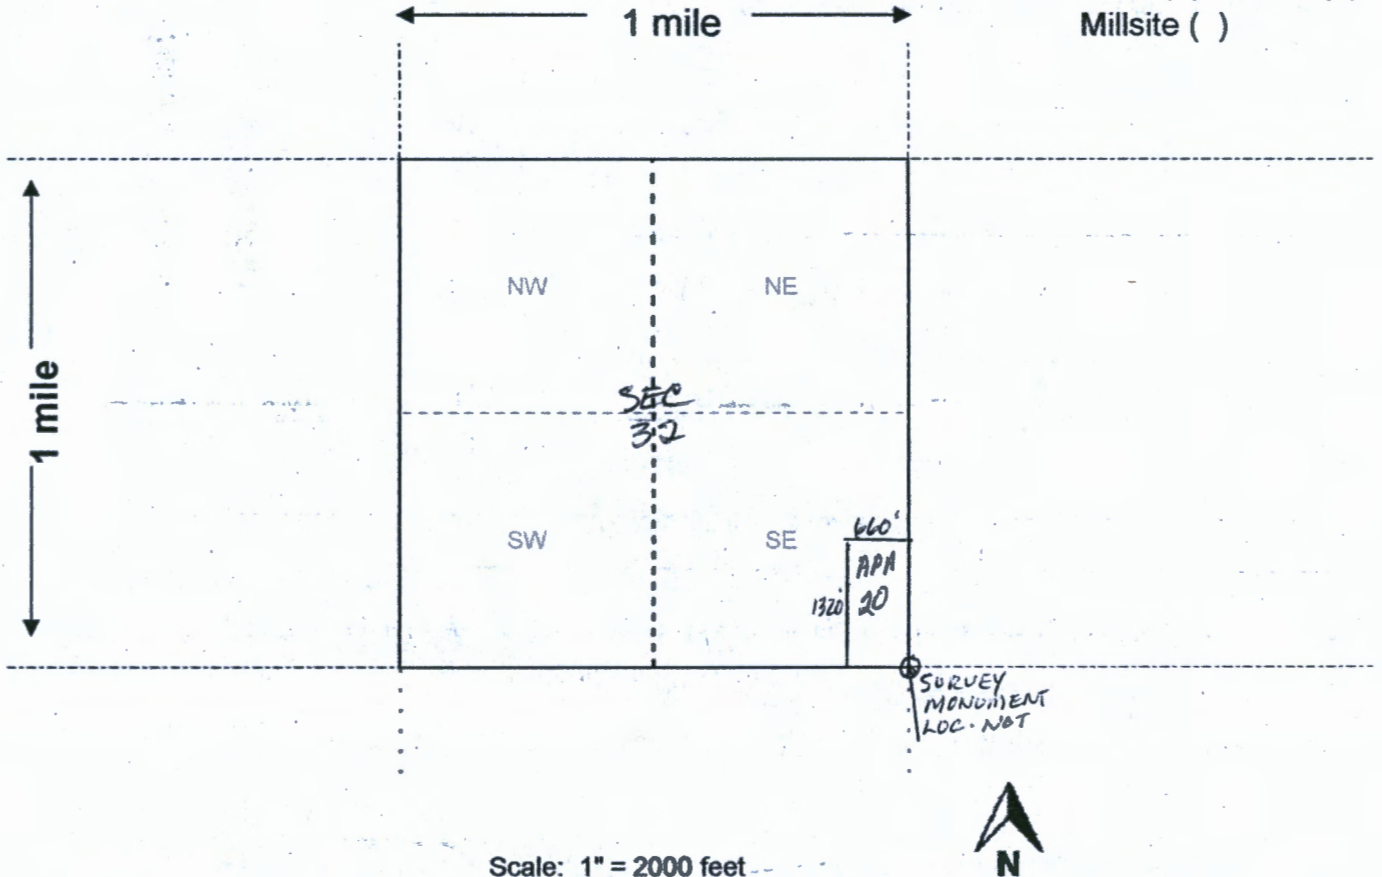 1 mile
Millsite ( )
1 mile
NW
NE
SEC
32
SW
SE
660'
APA
1320'
20
SURVEY
MONUMENT
LOC. NOT
Scale: 1" = 2000 feet
N